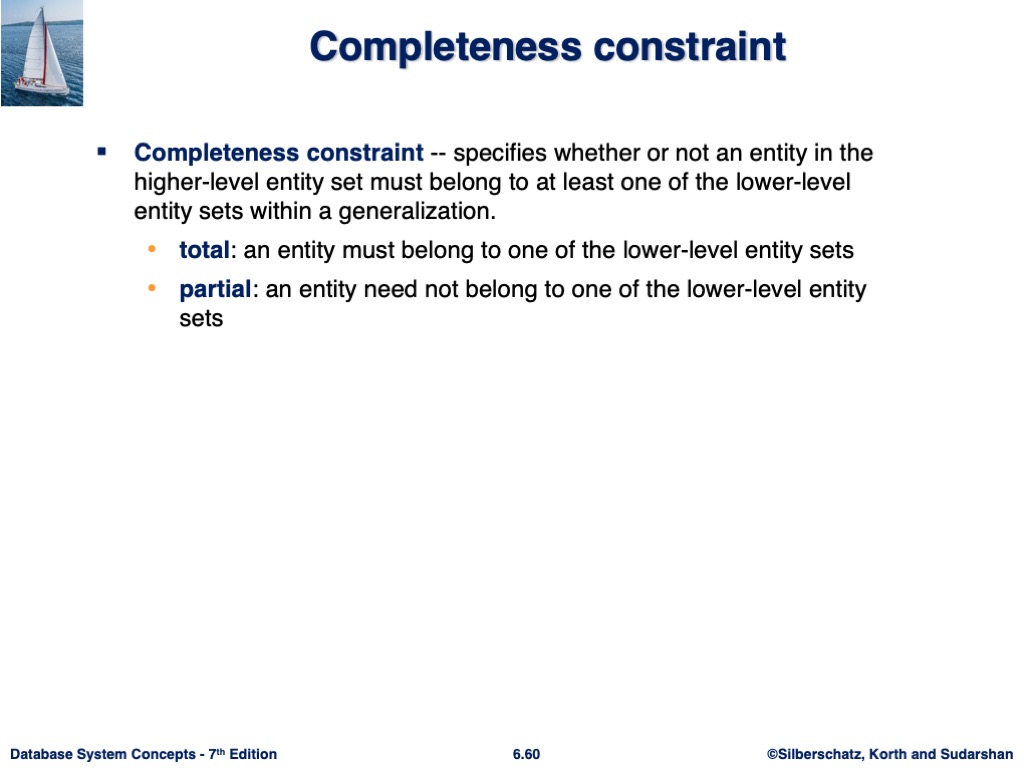 Completeness constraint
▪ Completeness constraint -- specifies whether or not an entity in the
higher-level entity set must belong to at least one of the lower-level
entity sets within a generalization.
• total: an entity must belong to one of the lower-level entity sets
• partial: an entity need not belong to one of the lower-level entity
sets
Database System Concepts - 7th Edition
6.60
©Silberschatz, Korth and Sudarshan